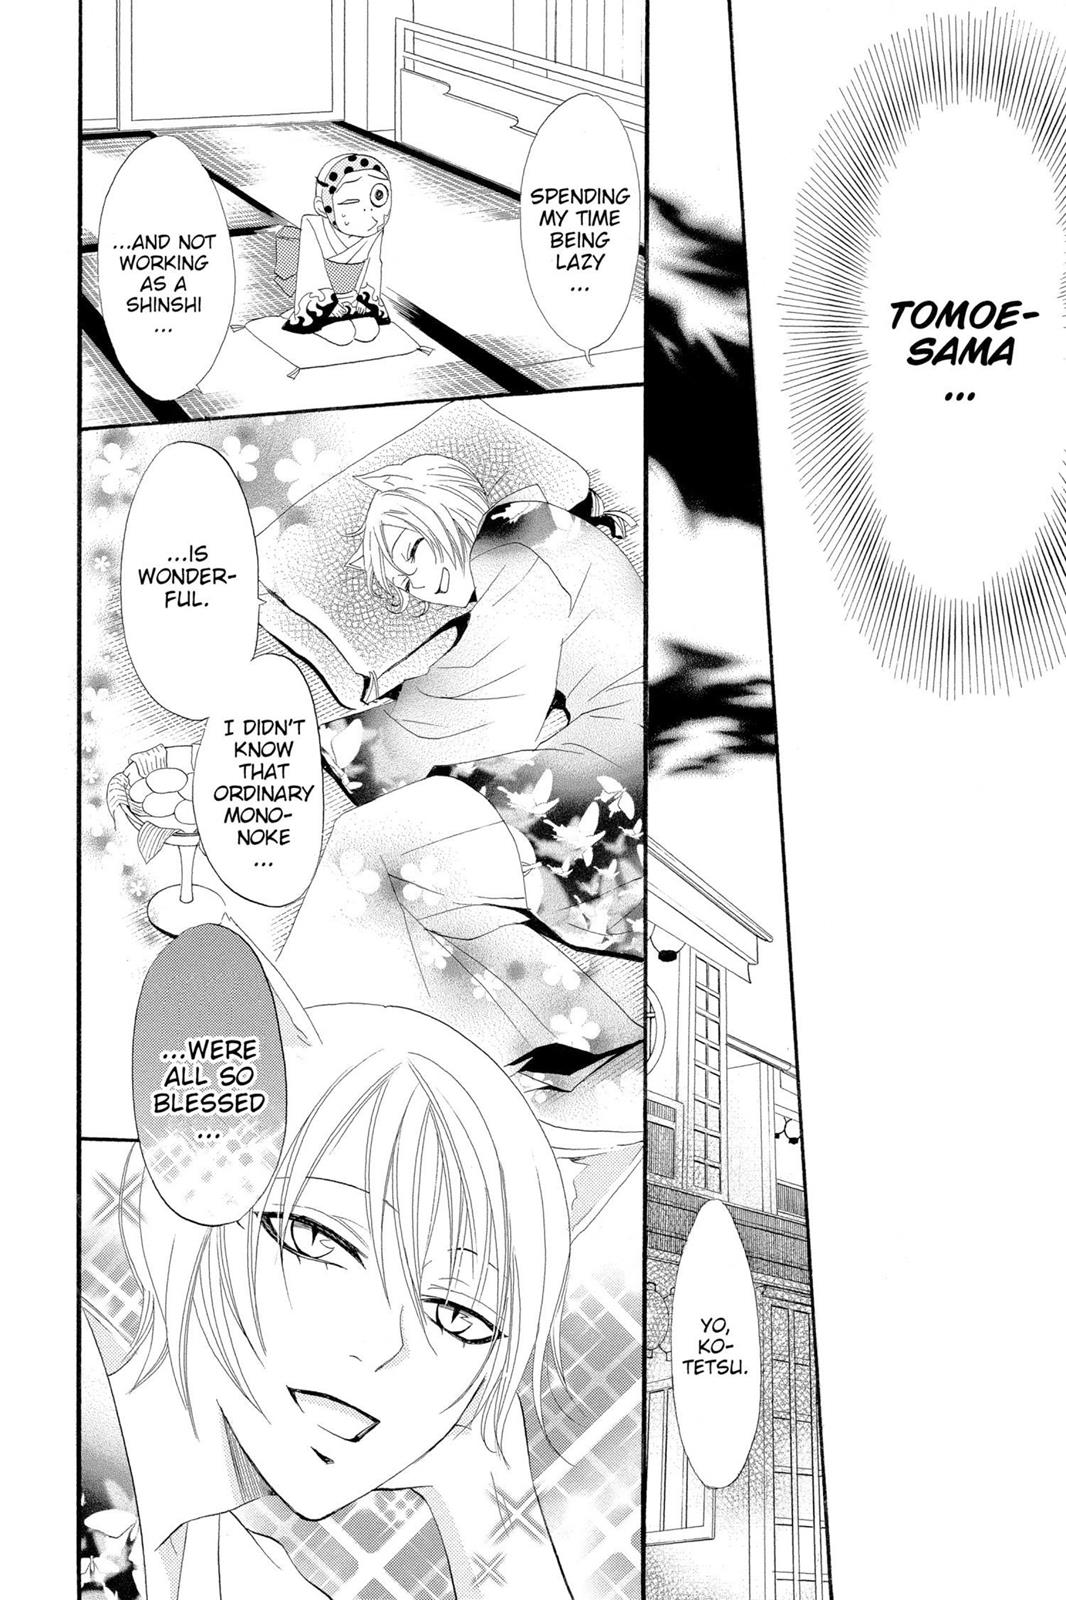 TOMOE-
SAMA
...
YO,
KO-
TETSU.
SPENDING
MY TIME
BEING
LAZY
...
...AND NOT
WORKING
AS A
SHINSHI
...
...IS
WONDER-
FUL.
I DIDN'T
KNOW
THAT
ORDINARY
MONO-
NOKE
...
...WERE
ALL SO
BLESSED
...